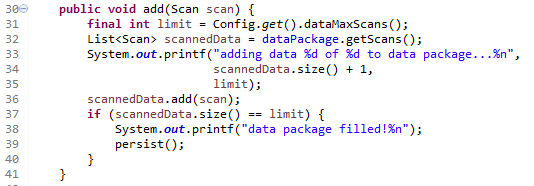 30 public void add(Scan scan) {
31 final int limit = Config.get().dataMaxScans();
32 List<Scan> scannedData = dataPackage.getScans();
33 System.out.printf("adding data %d of %d to data package...%n",
34 scannedData.size() + 1,
35 limit);
36 scannedData.add(scan);
37 if (scannedData.size() == limit) {
38 System.out.printf("data package filled!%n");
39 persist();
40 }
41 }